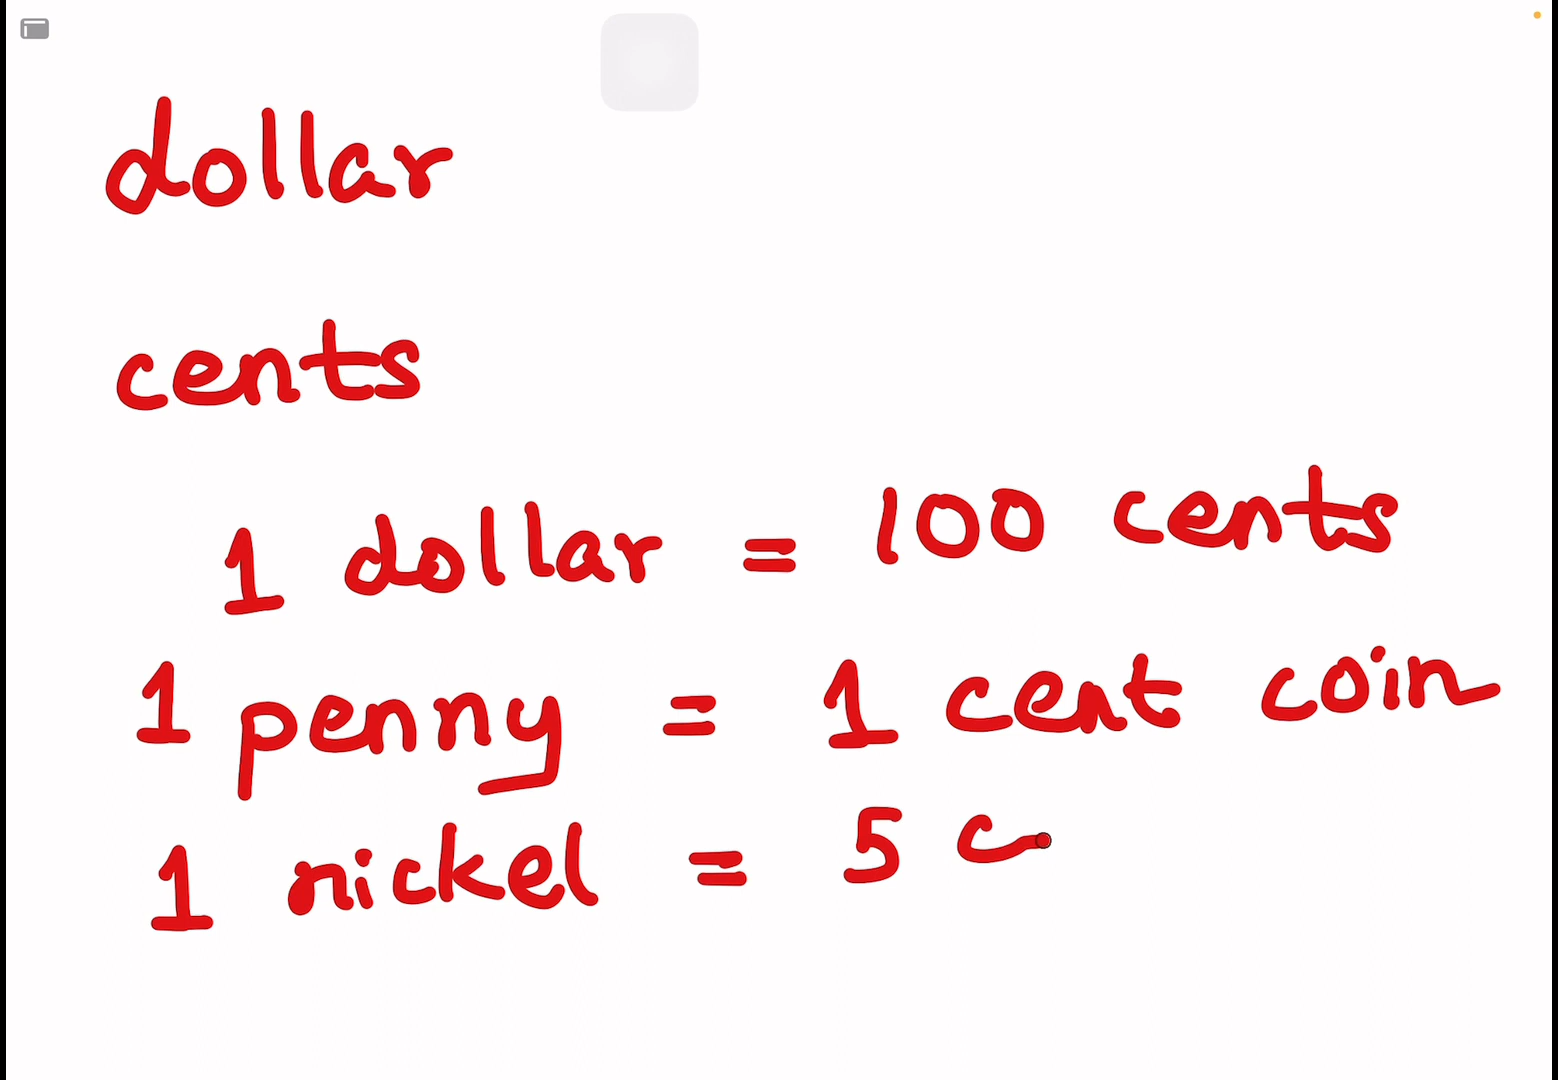 dollar
cents
1 dollar = 100 cents
1 penny = 1 cent coin
1 nickel = 5 c